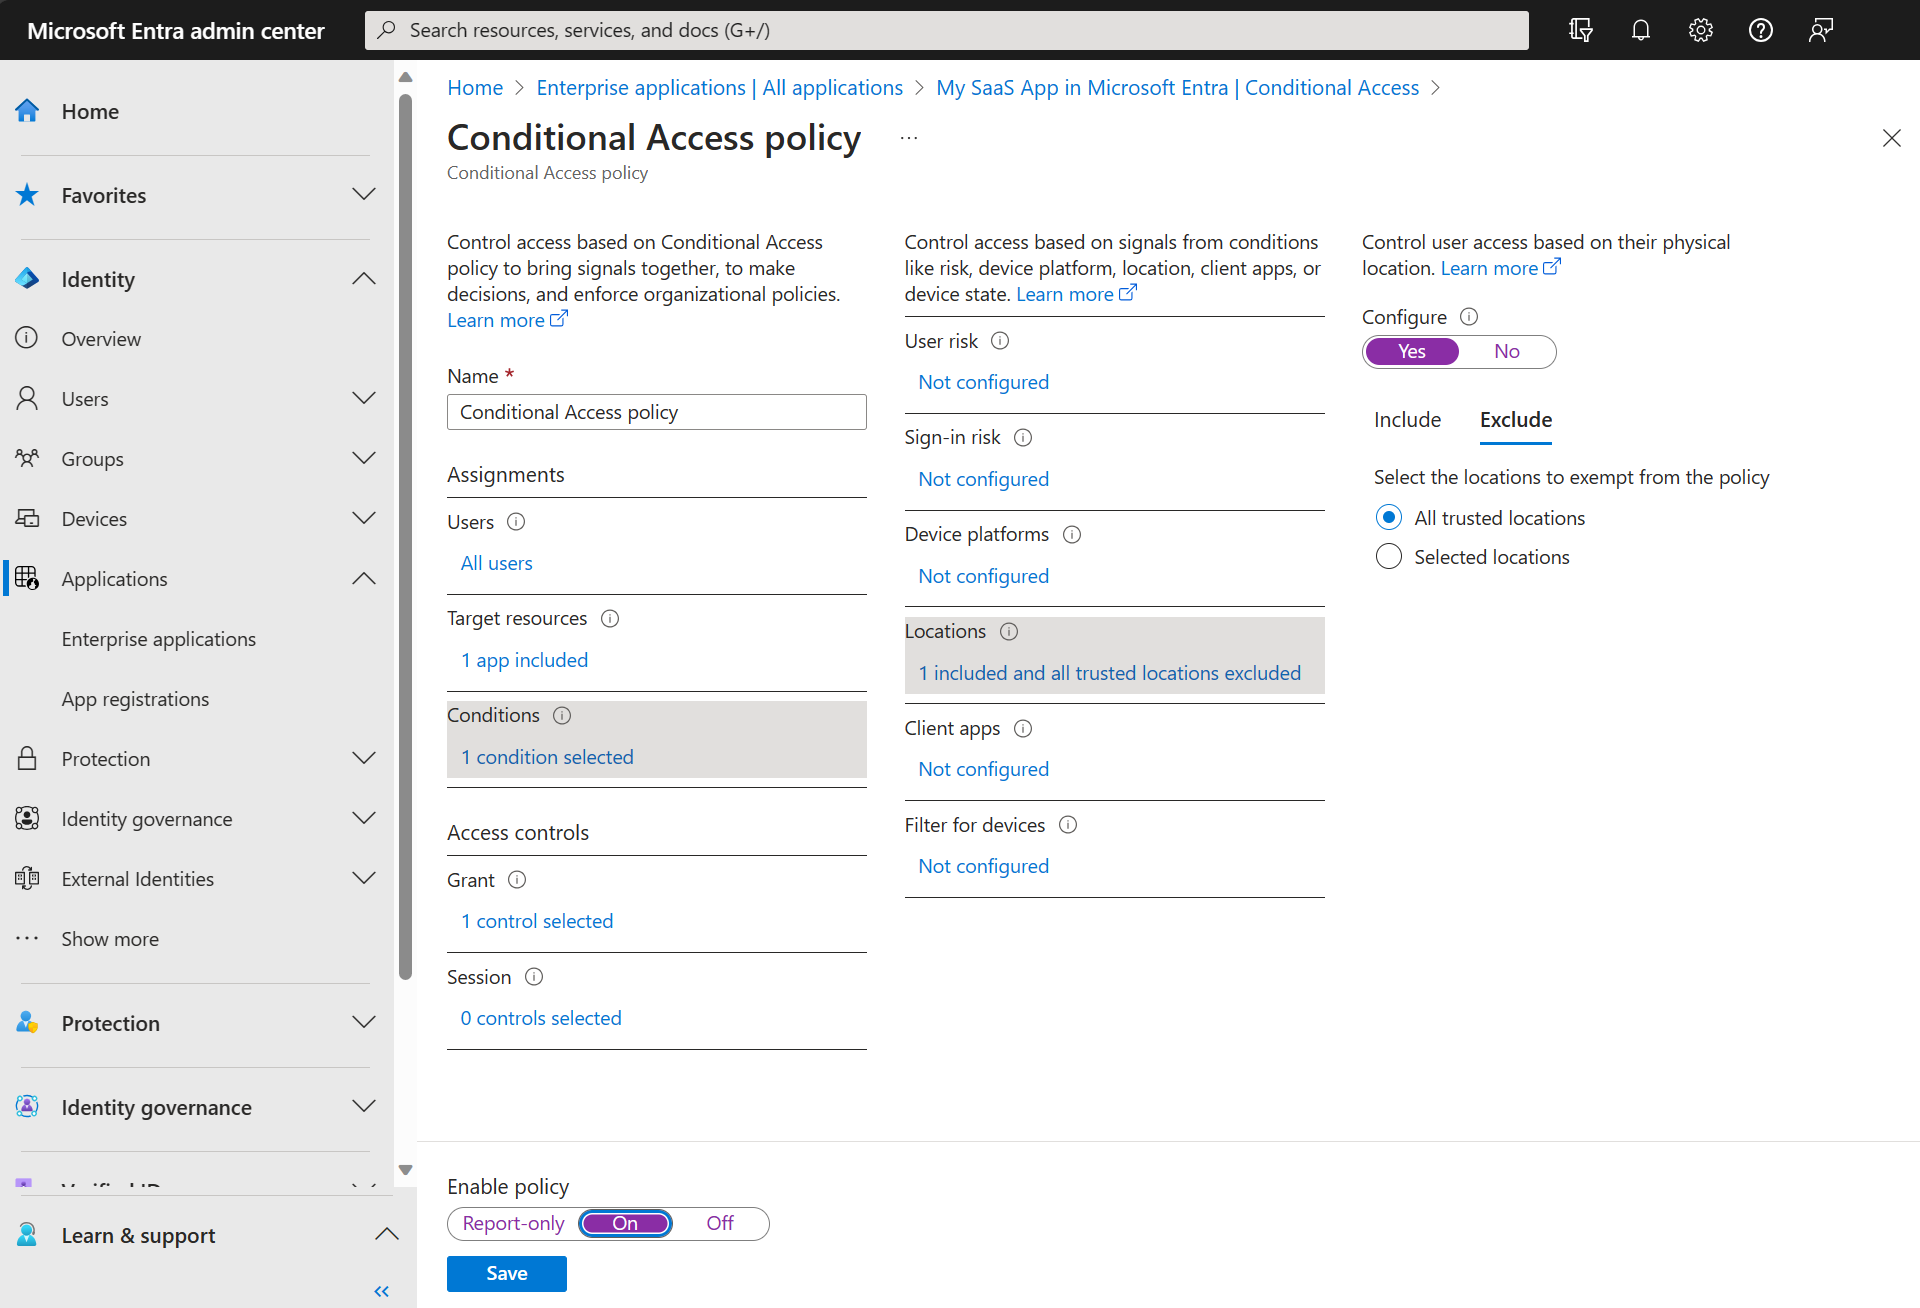 Microsoft Entra admin center
Search resources, services, and docs (G+/)
Home
Favorites
Identity
Overview
Users
Groups
Devices
Applications
Enterprise applications
App registrations
Protection
Identity governance
External Identities
Show more
Protection
Identity governance
Learn & support
Home > Enterprise applications | All applications > My SaaS App in Microsoft Entra | Conditional Access >
Conditional Access policy ...
Conditional Access policy
Control access based on Conditional Access
policy to bring signals together, to make
decisions, and enforce organizational policies.
Learn more
Name *
Conditional Access policy
Assignments
Users
All users
Target resources
1 app included
Conditions
1 condition selected
Access controls
Grant
1 control selected
Session
0 controls selected
Control access based on signals from conditions
like risk, device platform, location, client apps, or
device state. Learn more
User risk
Not configured
Sign-in risk
Not configured
Device platforms
Not configured
Locations
1 included and all trusted locations excluded
Client apps
Not configured
Filter for devices
Not configured
Control user access based on their physical
location. Learn more
Configure
Yes No
Include Exclude
Select the locations to exempt from the policy
All trusted locations
Selected locations
Enable policy
Report-only On Off
Save